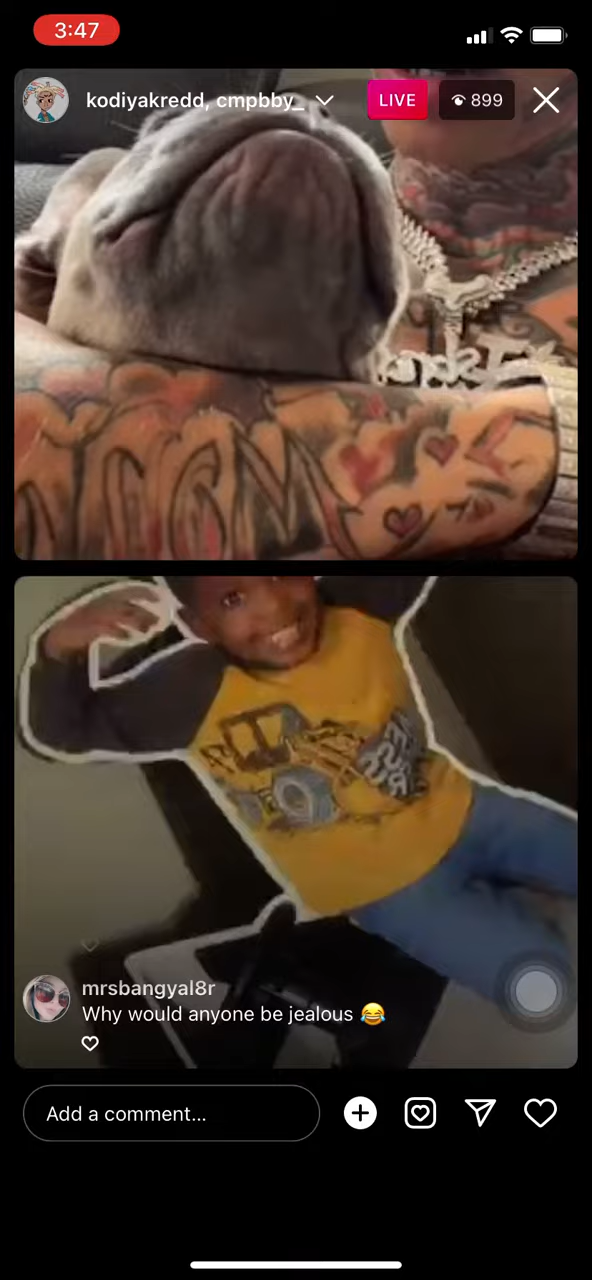 3:47
kodiyakredd, cmpbby_
LIVE
899
mrsbangyal8r
Why would anyone be jealous 😂
Add a comment...